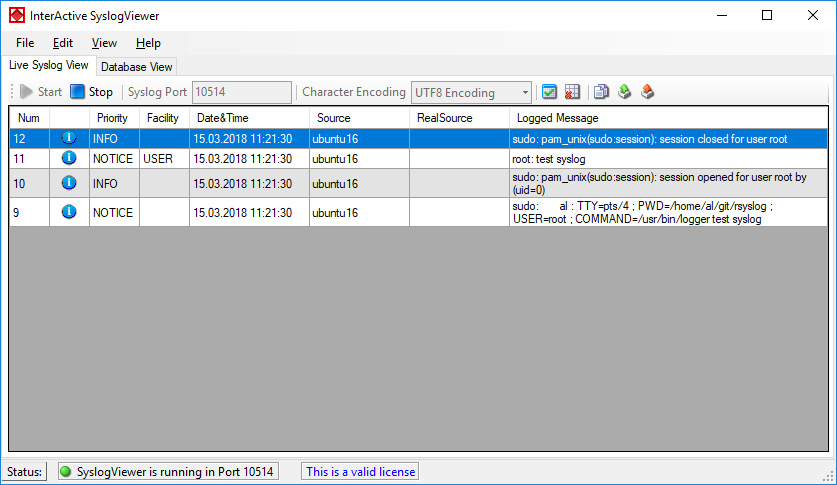 InterActive SyslogViewer
File Edit View Help
Live Syslog View Database View
Start Stop Syslog Port 10514 Character Encoding UTF8 Encoding
Num Priority Facility Date&Time Source RealSource Logged Message
12 INFO 15.03.2018 11:21:30 ubuntu16 sudo: pam_unix(sudo:session): session closed for user root
11 NOTICE USER 15.03.2018 11:21:30 ubuntu16 root: test syslog
10 INFO 15.03.2018 11:21:30 ubuntu16 sudo: pam_unix(sudo:session): session opened for user root by
(uid=0)
9 NOTICE 15.03.2018 11:21:30 ubuntu16 sudo: al : TTY=pts/4 ; PWD=/home/al/git/rsyslog ;
USER=root ; COMMAND=/usr/bin/logger test syslog
Status: SyslogViewer is running in Port 10514 This is a valid license